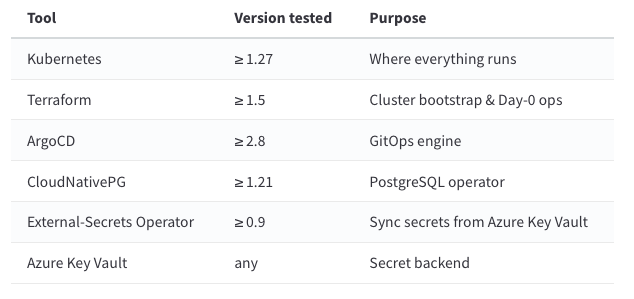 Tool Version tested Purpose
Kubernetes ≥ 1.27 Where everything runs
Terraform ≥ 1.5 Cluster bootstrap & Day-0 ops
ArgoCD ≥ 2.8 GitOps engine
CloudNativePG ≥ 1.21 PostgreSQL operator
External-Secrets Operator ≥ 0.9 Sync secrets from Azure Key Vault
Azure Key Vault any Secret backend